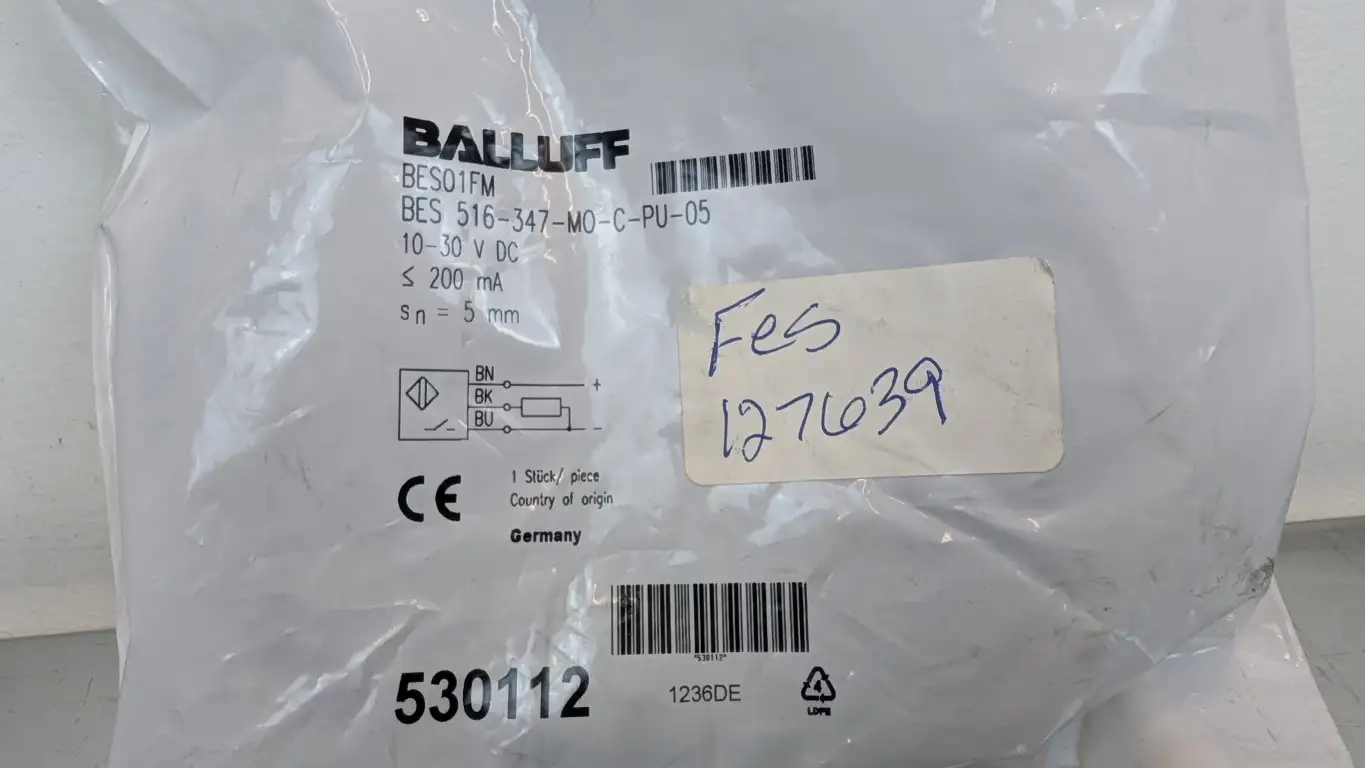 BALLUFF
BES01FM
BES 516-347-MO-C-PU-05
10-30 V DC
≤ 200 mA
sn = 5 mm
Fes
127639
BN
+
BK
BU
-
CE
1 Stück/ piece
Country of origin
Germany
*530112*
530112
1236DE
4
LDPE